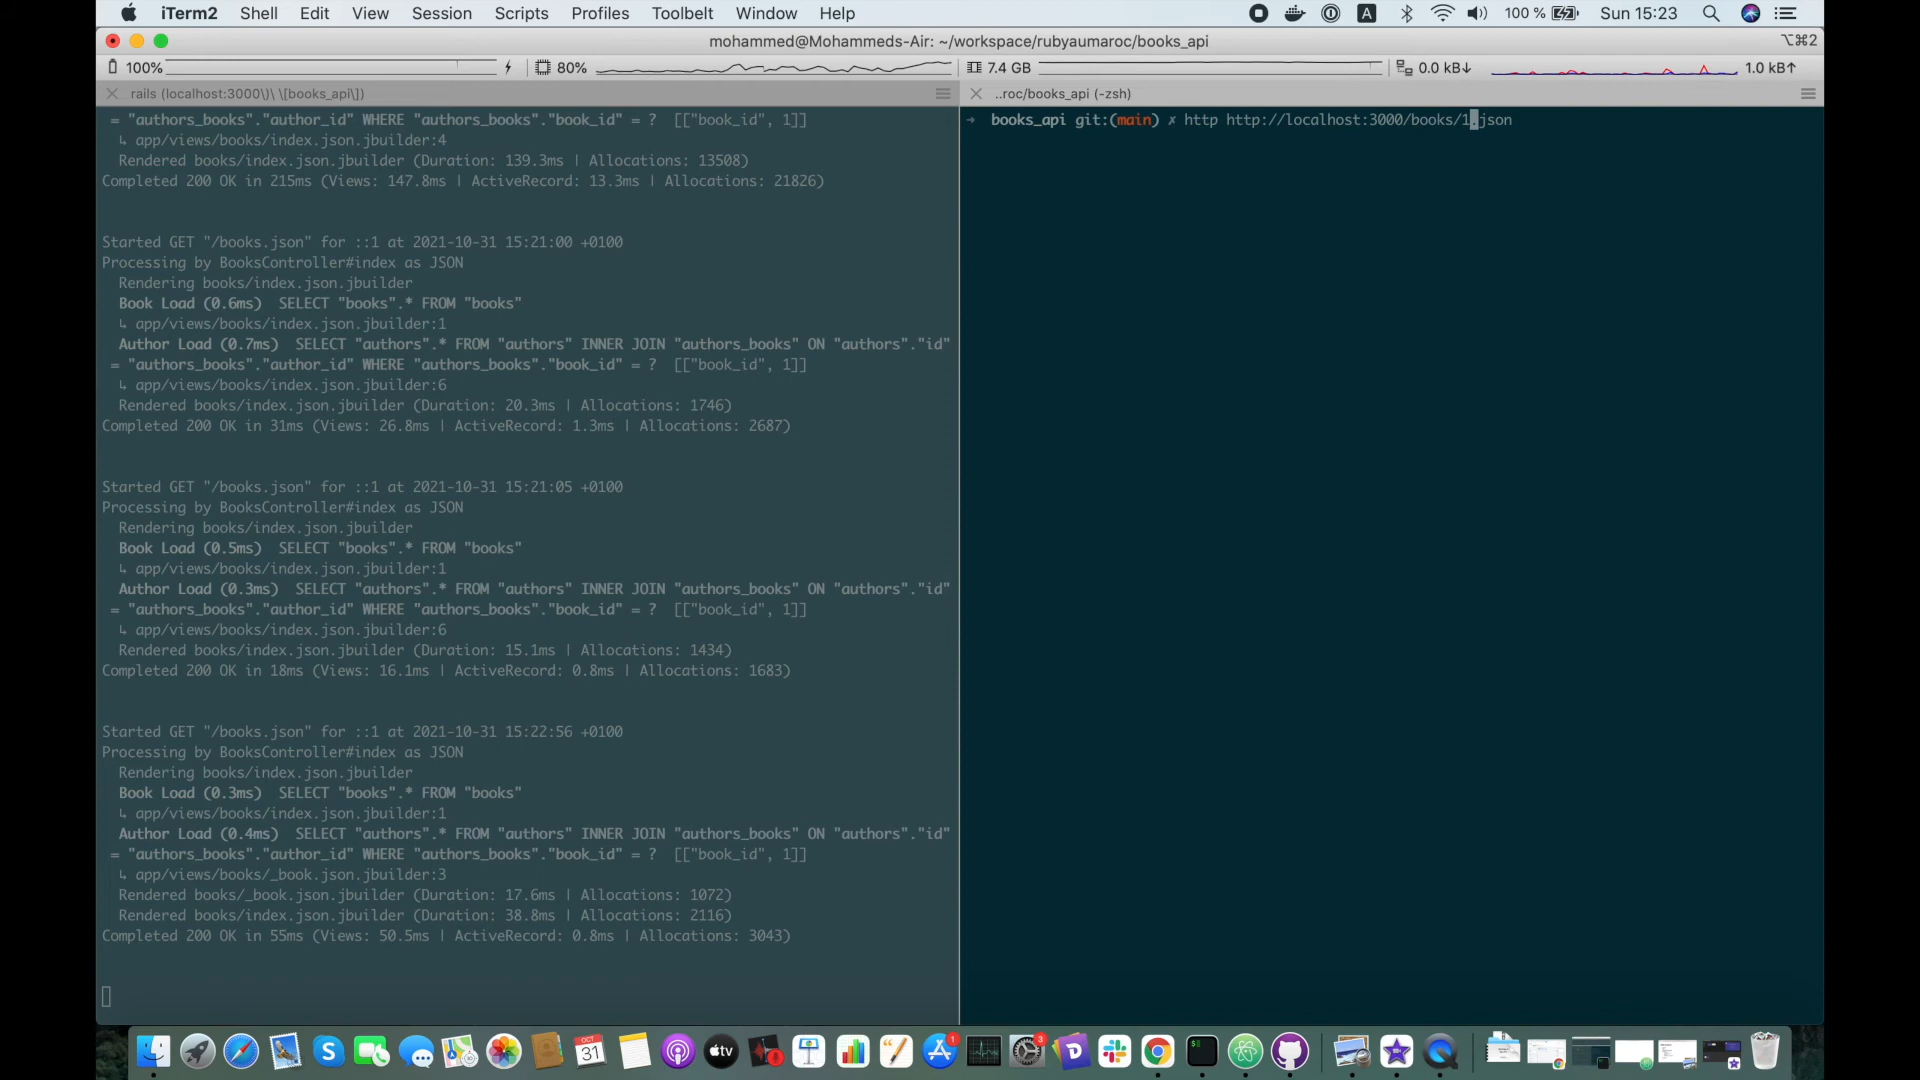 iTerm2 Shell Edit View Session Scripts Profiles Toolbelt Window Help A 100 % Sun 15:23
mohammed@Mohammeds-Air: ~/workspace/rubyaumaroc/books_api ⌥⌘2
100% 80% 7.4 GB 0.0 kB↓ 1.0 kB↑
rails (localhost:3000\)\ \[books_api\])
= "authors_books"."author_id" WHERE "authors_books"."book_id" = ?  [["book_id", 1]]
↳ app/views/books/index.json.jbuilder:4
Rendered books/index.json.jbuilder (Duration: 139.3ms | Allocations: 13508)
Completed 200 OK in 215ms (Views: 147.8ms | ActiveRecord: 13.3ms | Allocations: 21826)
Started GET "/books.json" for ::1 at 2021-10-31 15:21:00 +0100
Processing by BooksController#index as JSON
Rendering books/index.json.jbuilder
Book Load (0.6ms)  SELECT "books".* FROM "books"
↳ app/views/books/index.json.jbuilder:1
Author Load (0.7ms)  SELECT "authors".* FROM "authors" INNER JOIN "authors_books" ON "authors"."id"
= "authors_books"."author_id" WHERE "authors_books"."book_id" = ?  [["book_id", 1]]
↳ app/views/books/index.json.jbuilder:6
Rendered books/index.json.jbuilder (Duration: 20.3ms | Allocations: 1746)
Completed 200 OK in 31ms (Views: 26.8ms | ActiveRecord: 1.3ms | Allocations: 2687)
Started GET "/books.json" for ::1 at 2021-10-31 15:21:05 +0100
Processing by BooksController#index as JSON
Rendering books/index.json.jbuilder
Book Load (0.5ms)  SELECT "books".* FROM "books"
↳ app/views/books/index.json.jbuilder:1
Author Load (0.3ms)  SELECT "authors".* FROM "authors" INNER JOIN "authors_books" ON "authors"."id"
= "authors_books"."author_id" WHERE "authors_books"."book_id" = ?  [["book_id", 1]]
↳ app/views/books/index.json.jbuilder:6
Rendered books/index.json.jbuilder (Duration: 15.1ms | Allocations: 1434)
Completed 200 OK in 18ms (Views: 16.1ms | ActiveRecord: 0.8ms | Allocations: 1683)
Started GET "/books.json" for ::1 at 2021-10-31 15:22:56 +0100
Processing by BooksController#index as JSON
Rendering books/index.json.jbuilder
Book Load (0.3ms)  SELECT "books".* FROM "books"
↳ app/views/books/index.json.jbuilder:1
Author Load (0.4ms)  SELECT "authors".* FROM "authors" INNER JOIN "authors_books" ON "authors"."id"
= "authors_books"."author_id" WHERE "authors_books"."book_id" = ?  [["book_id", 1]]
↳ app/views/books/_book.json.jbuilder:3
Rendered books/_book.json.jbuilder (Duration: 17.6ms | Allocations: 1072)
Rendered books/index.json.jbuilder (Duration: 38.8ms | Allocations: 2116)
Completed 200 OK in 55ms (Views: 50.5ms | ActiveRecord: 0.8ms | Allocations: 3043)
..roc/books_api (-zsh)
→ books_api git:(main) ✗ http http://localhost:3000/books/1.json
OCT
31
tv
1
3
$